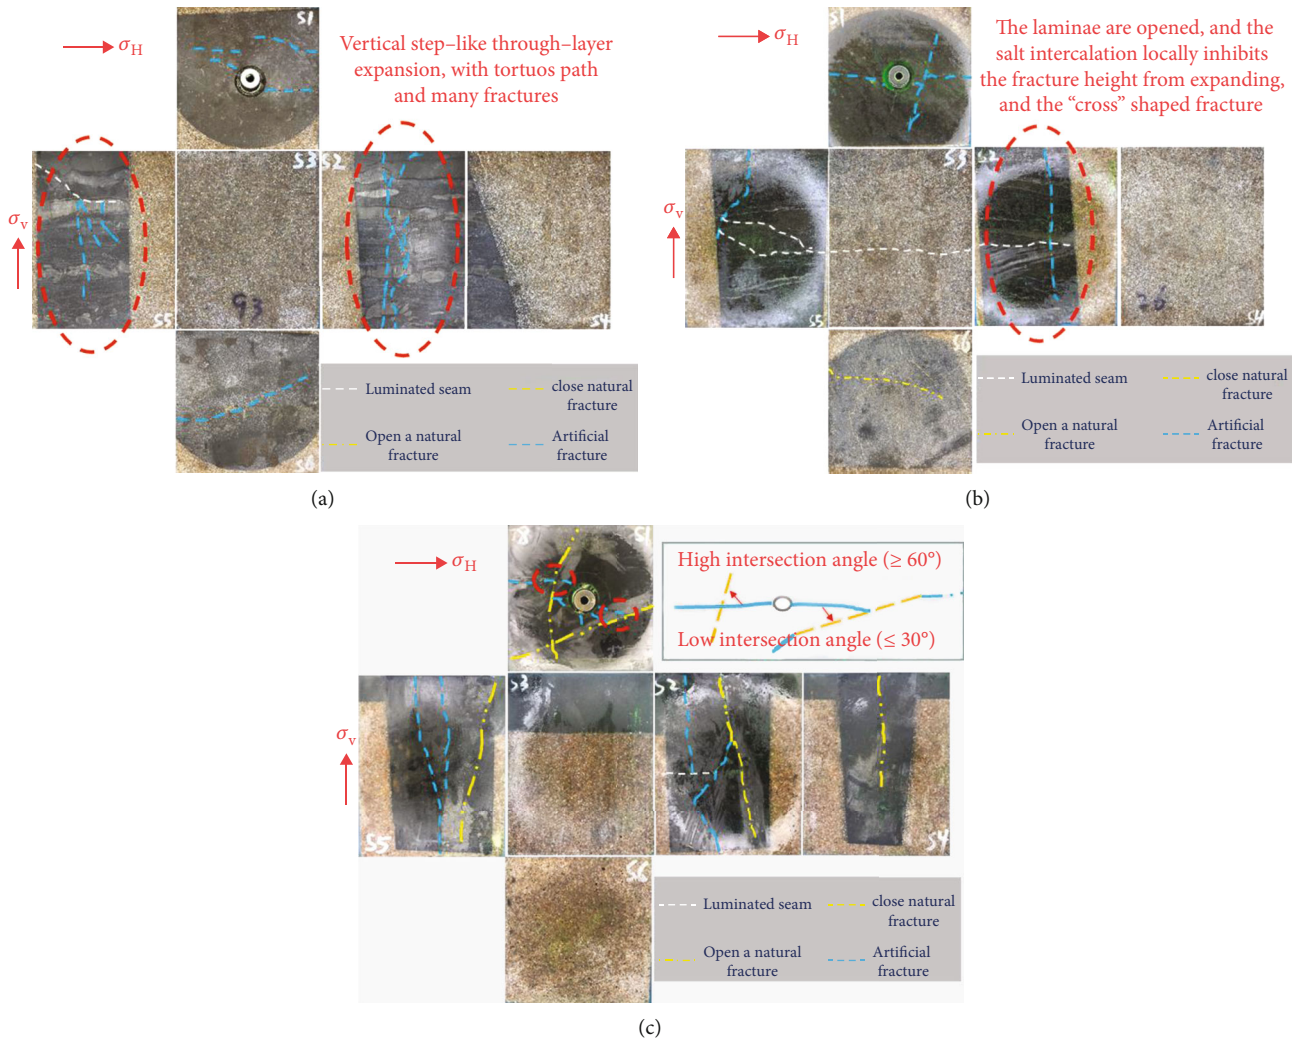 σH
S1
Vertical step–like through–layer
expansion, with tortuos path
and many fractures
σv
S5
S3
93
S2
S4
S6
Luminated seam
close natural
fracture
Open a natural
fracture
Artificial
fracture
(a)
σH
S1
The laminae are opened, and the
salt intercalation locally inhibits
the fracture height from expanding,
and the “cross” shaped fracture
σv
S5
S3
S2
26
S4
S6
Luminated seam
close natural
fracture
Open a natural
fracture
Artificial
fracture
(b)
σH
8
S1
High intersection angle (≥ 60°)
Low intersection angle (≤ 30°)
σv
S5
S3
S2
S4
S6
Luminated seam
close natural
fracture
Open a natural
fracture
Artificial
fracture
(c)